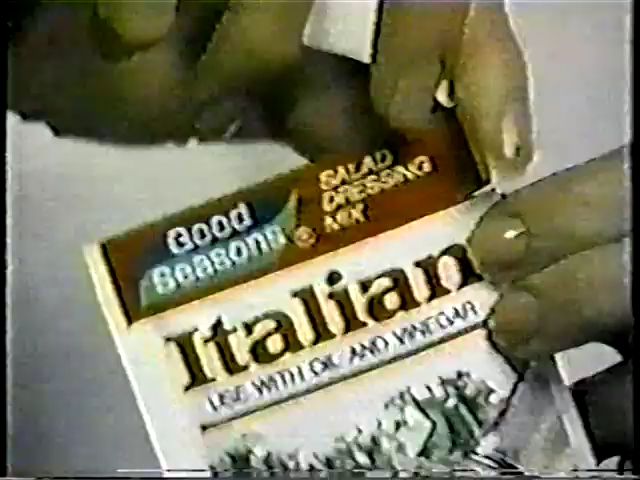 Good
Seasons
SALAD
DRESSING
MIX
Italian
USE WITH OIL AND VINEGAR